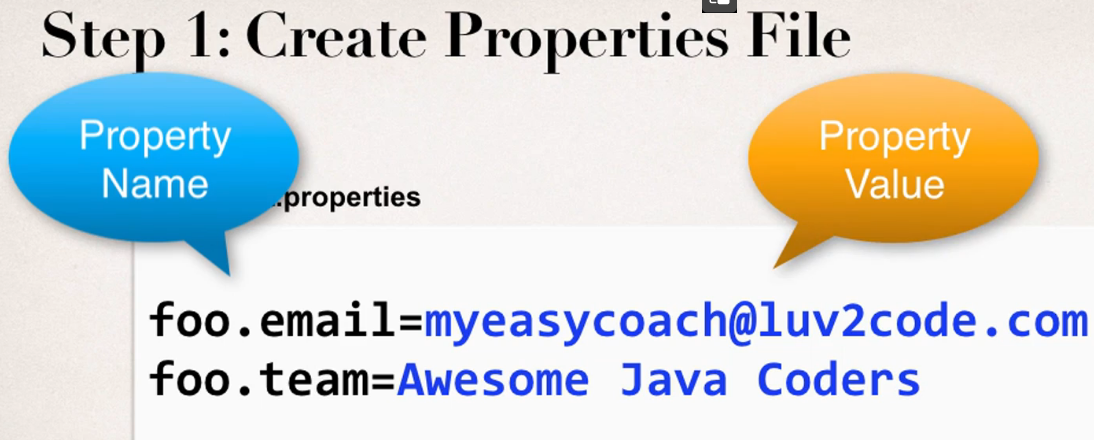 Step 1: Create Properties File
Property
Name
Property
Value
.properties
foo.email=myeasycoach@luv2code.com
foo.team=Awesome Java Coders